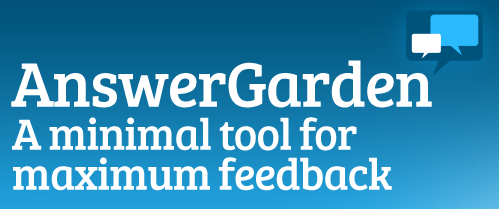 AnswerGarden
A minimal tool for
maximum feedback